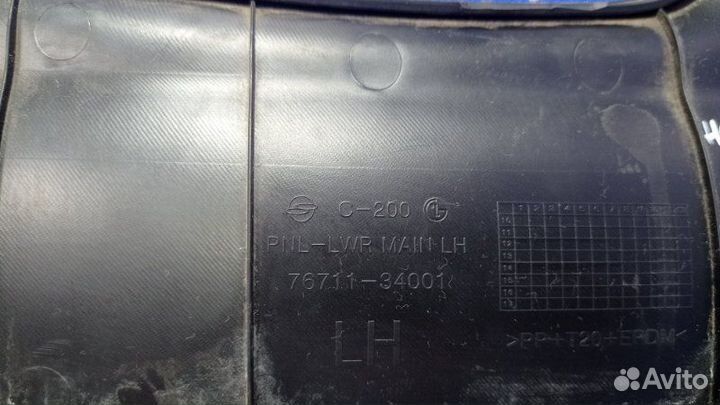 C-200
PNL-LWR MAIN LH
76711-34001
LH
>PP+T20+EPDM<
Avito